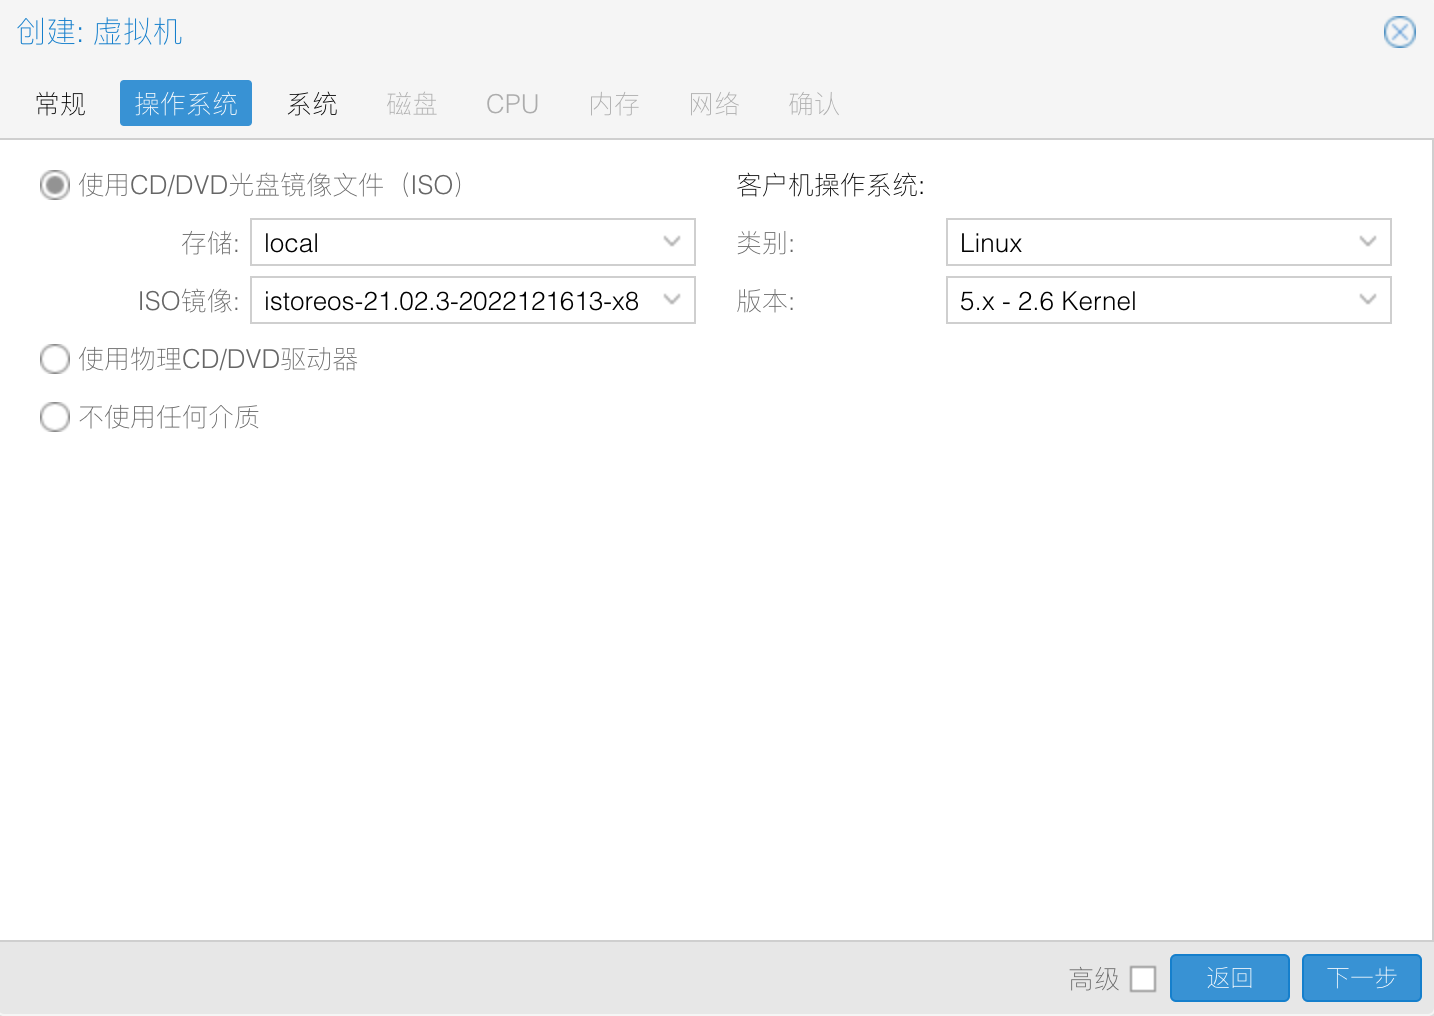 创建: 虚拟机
常规 操作系统 系统 磁盘 CPU 内存 网络 确认
使用CD/DVD光盘镜像文件（ISO） 客户机操作系统:
存储: local 类别: Linux
ISO镜像: istoreos-21.02.3-2022121613-x8 版本: 5.x - 2.6 Kernel
使用物理CD/DVD驱动器
不使用任何介质
高级 返回 下一步